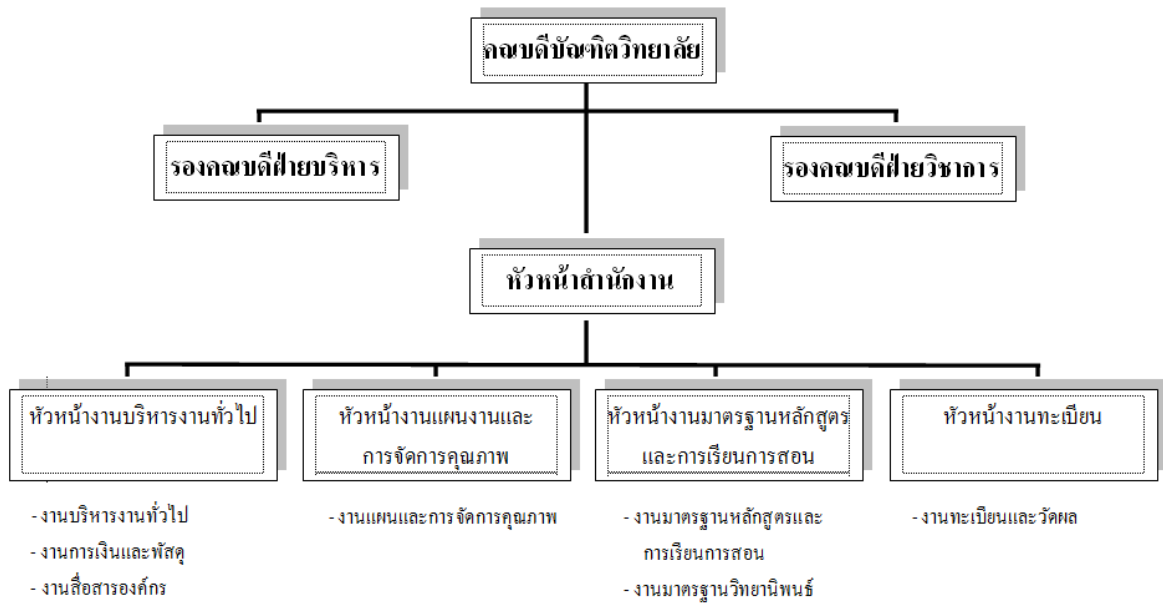 คณบดีบัณฑิตวิทยาลัย
รองคณบดีฝ่ายบริหาร
รองคณบดีฝ่ายวิชาการ
หัวหน้าสำนักงาน
หัวหน้างานบริหารงานทั่วไป
หัวหน้างานแผนงานและ
การจัดการคุณภาพ
หัวหน้างานมาตรฐานหลักสูตร
และการเรียนการสอน
หัวหน้างานทะเบียน
- งานบริหารงานทั่วไป
- งานการเงินและพัสดุ
- งานสื่อสารองค์กร
- งานแผนและการจัดการคุณภาพ
- งานมาตรฐานหลักสูตรและ
การเรียนการสอน
- งานมาตรฐานวิทยานิพนธ์
- งานทะเบียนและวัดผล